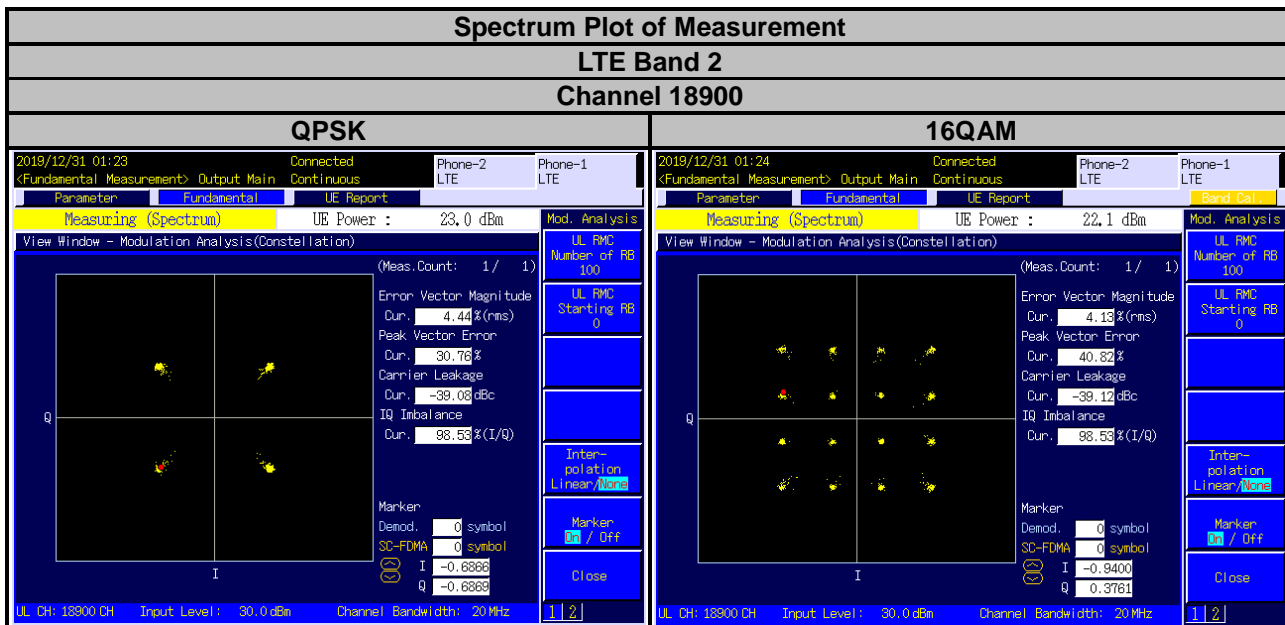 Spectrum Plot of Measurement
LTE Band 2
Channel 18900
QPSK
2019/12/31 01:23 Connected Phone-2 Phone-1
<Fundamental Measurement> Output Main Continuous LTE LTE
Parameter Fundamental UE Report
Measuring (Spectrum) UE Power : 23.0 dBm Mod. Analysis
View Window - Modulation Analysis(Constellation)
(Meas.Count: 1/ 1)
Error Vector Magnitude
Cur. 4.44 %(rms)
Peak Vector Error
Cur. 30.76 %
Carrier Leakage
Cur. -39.08 dBc
IQ Imbalance
Cur. 98.53 %(I/Q)
Q
I
Marker
Demod. 0 symbol
SC-FDMA 0 symbol
I -0.6866
Q -0.6869
UL RMC
Number of RB
100
UL RMC
Starting RB
0
Inter-
polation
Linear/None
Marker
On / Off
Close
UL CH: 18900 CH Input Level: 30.0 dBm Channel Bandwidth: 20 MHz 1 2
16QAM
2019/12/31 01:24 Connected Phone-2 Phone-1
<Fundamental Measurement> Output Main Continuous LTE LTE
Parameter Fundamental UE Report Band Cal.
Measuring (Spectrum) UE Power : 22.1 dBm Mod. Analysis
View Window - Modulation Analysis(Constellation)
(Meas.Count: 1/ 1)
Error Vector Magnitude
Cur. 4.13 %(rms)
Peak Vector Error
Cur. 40.82 %
Carrier Leakage
Cur. -39.12 dBc
IQ Imbalance
Cur. 98.53 %(I/Q)
Q
I
Marker
Demod. 0 symbol
SC-FDMA 0 symbol
I -0.9400
Q 0.3761
UL RMC
Number of RB
100
UL RMC
Starting RB
0
Inter-
polation
Linear/None
Marker
On / Off
Close
UL CH: 18900 CH Input Level: 30.0 dBm Channel Bandwidth: 20 MHz 1 2